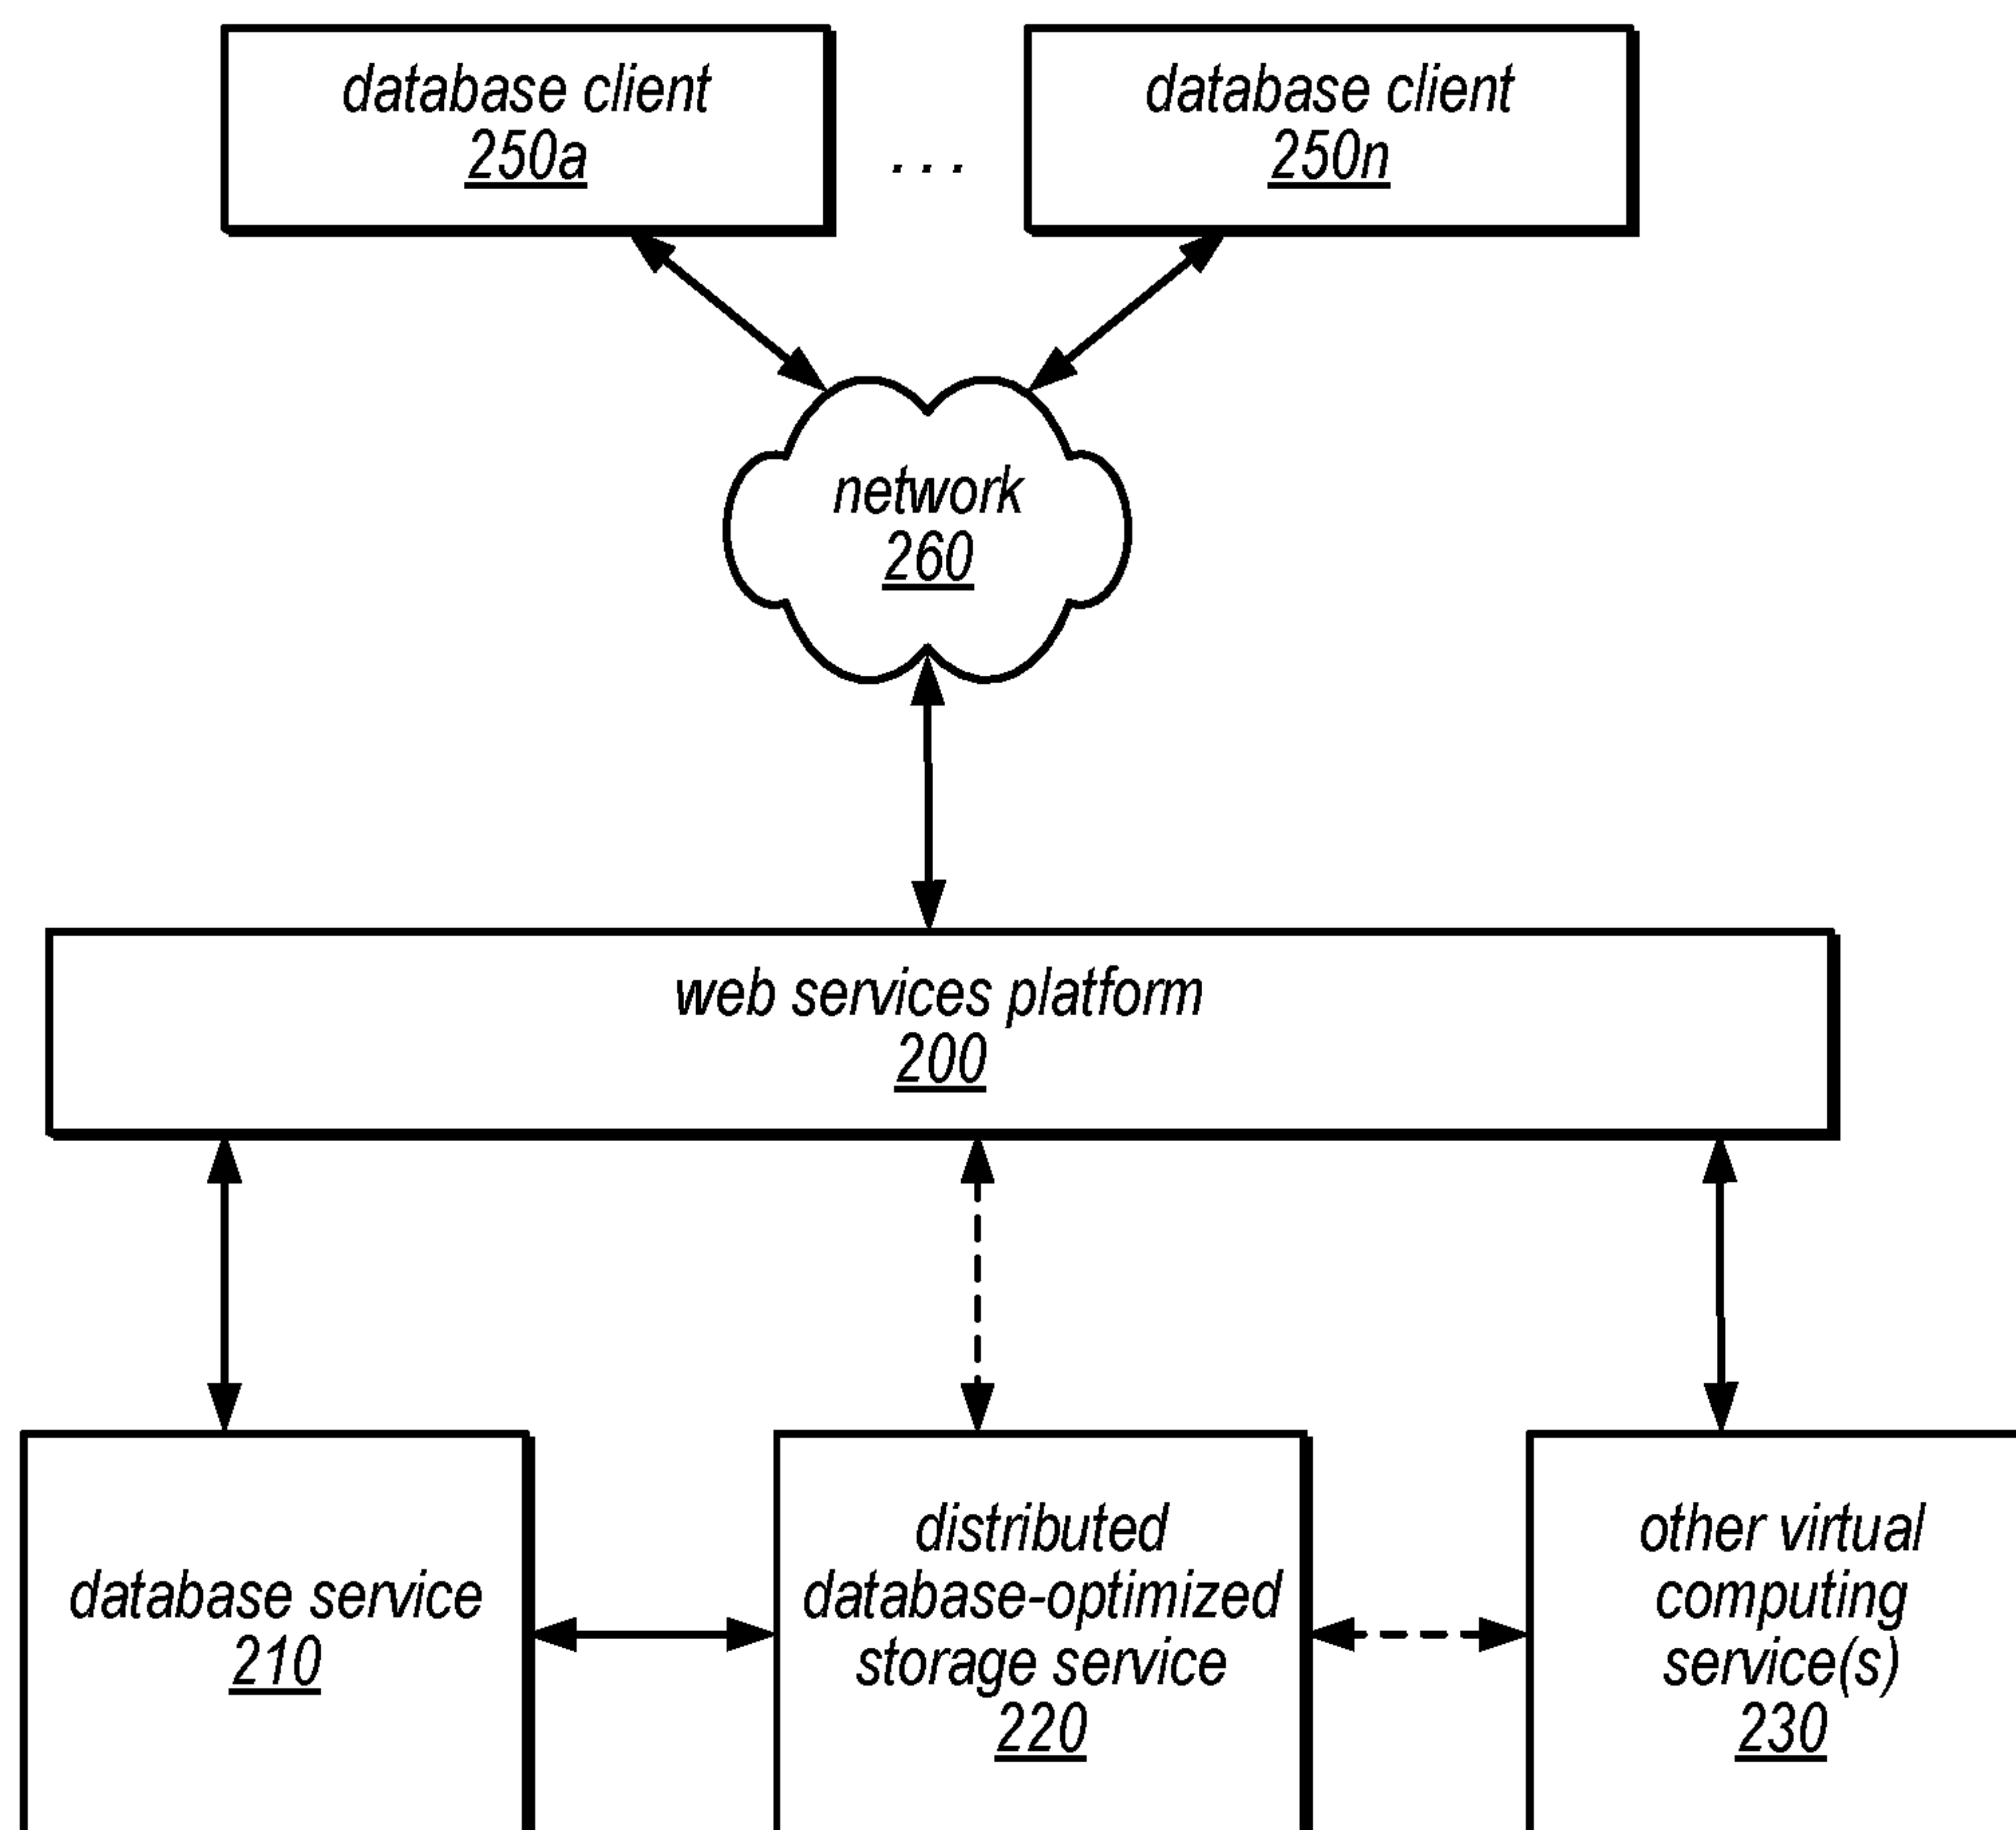 database client
250a
. . .
database client
250n
network
260
web services platform
200
database service
210
distributed
database-optimized
storage service
220
other virtual
computing
service(s)
230